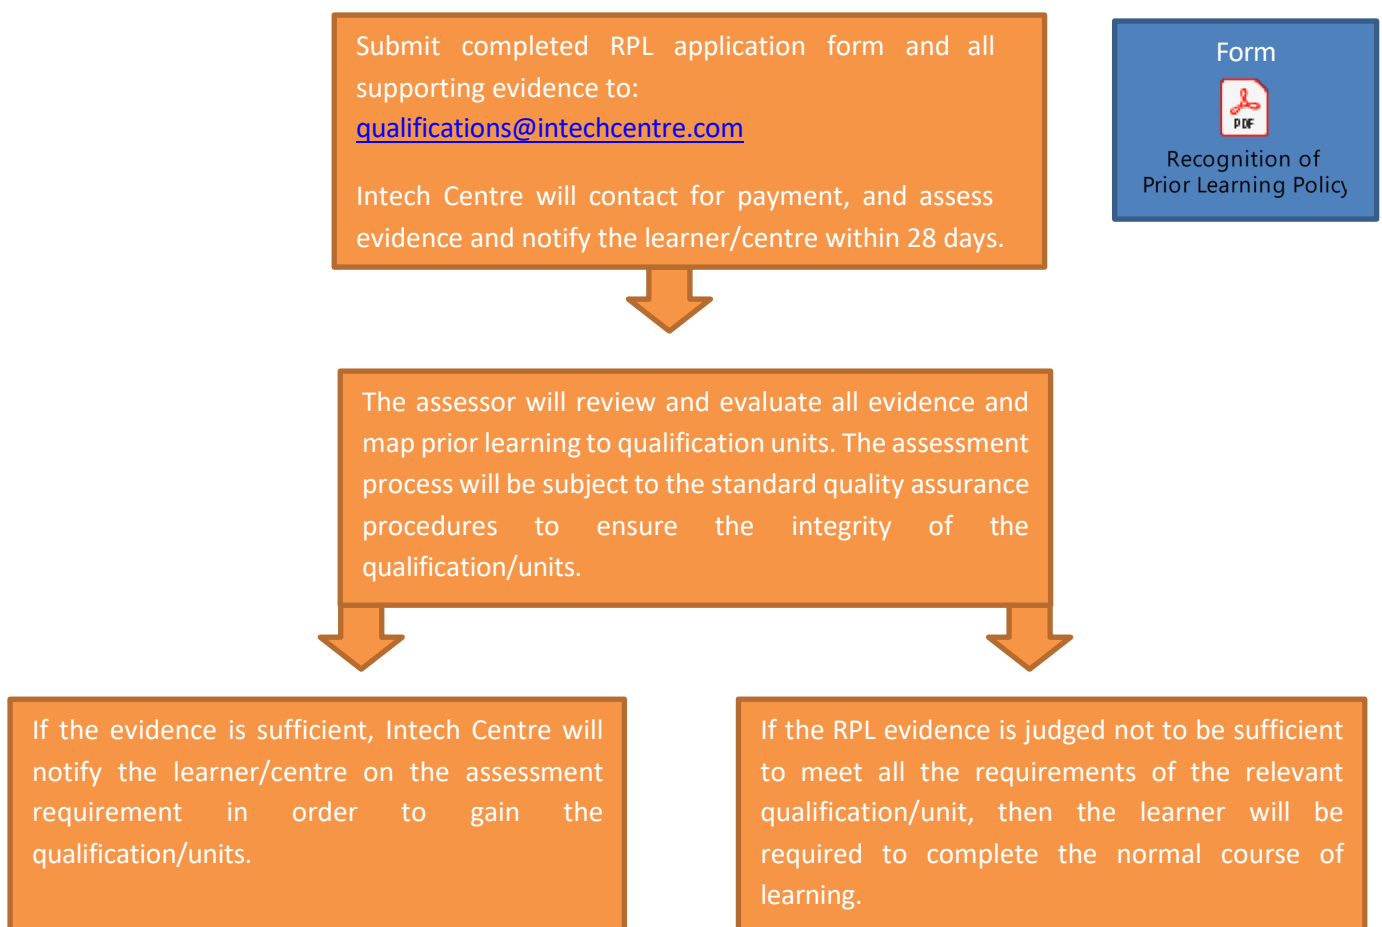 Submit completed RPL application form and all
supporting evidence to:
qualifications@intechcentre.com
Intech Centre will contact for payment, and assess
evidence and notify the learner/centre within 28 days.
Form
PDF
Recognition of
Prior Learning Policy
The assessor will review and evaluate all evidence and
map prior learning to qualification units. The assessment
process will be subject to the standard quality assurance
procedures to ensure the integrity of the
qualification/units.
If the evidence is sufficient, Intech Centre will
notify the learner/centre on the assessment
requirement in order to gain the
qualification/units.
If the RPL evidence is judged not to be sufficient
to meet all the requirements of the relevant
qualification/unit, then the learner will be
required to complete the normal course of
learning.